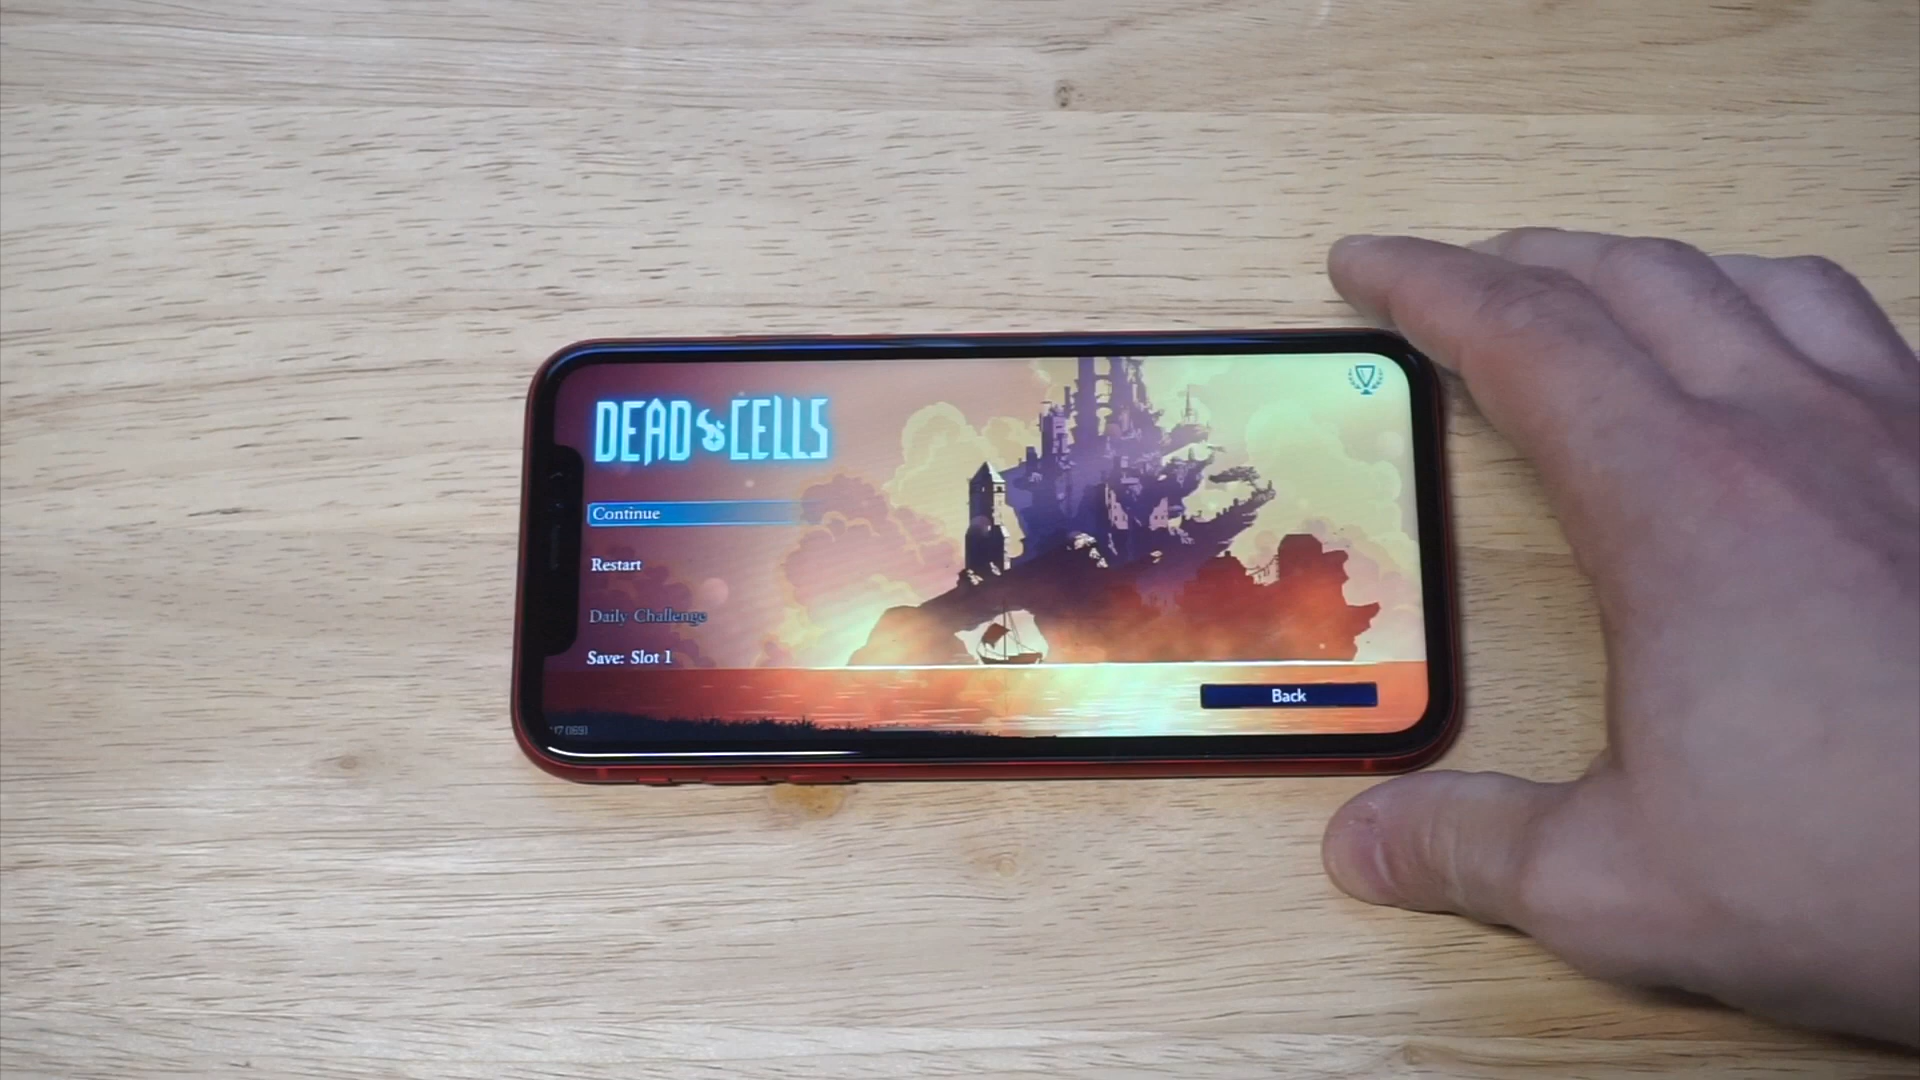 DEAD CELLS
Continue
Restart
Daily Challenge
Save: Slot 1
Back